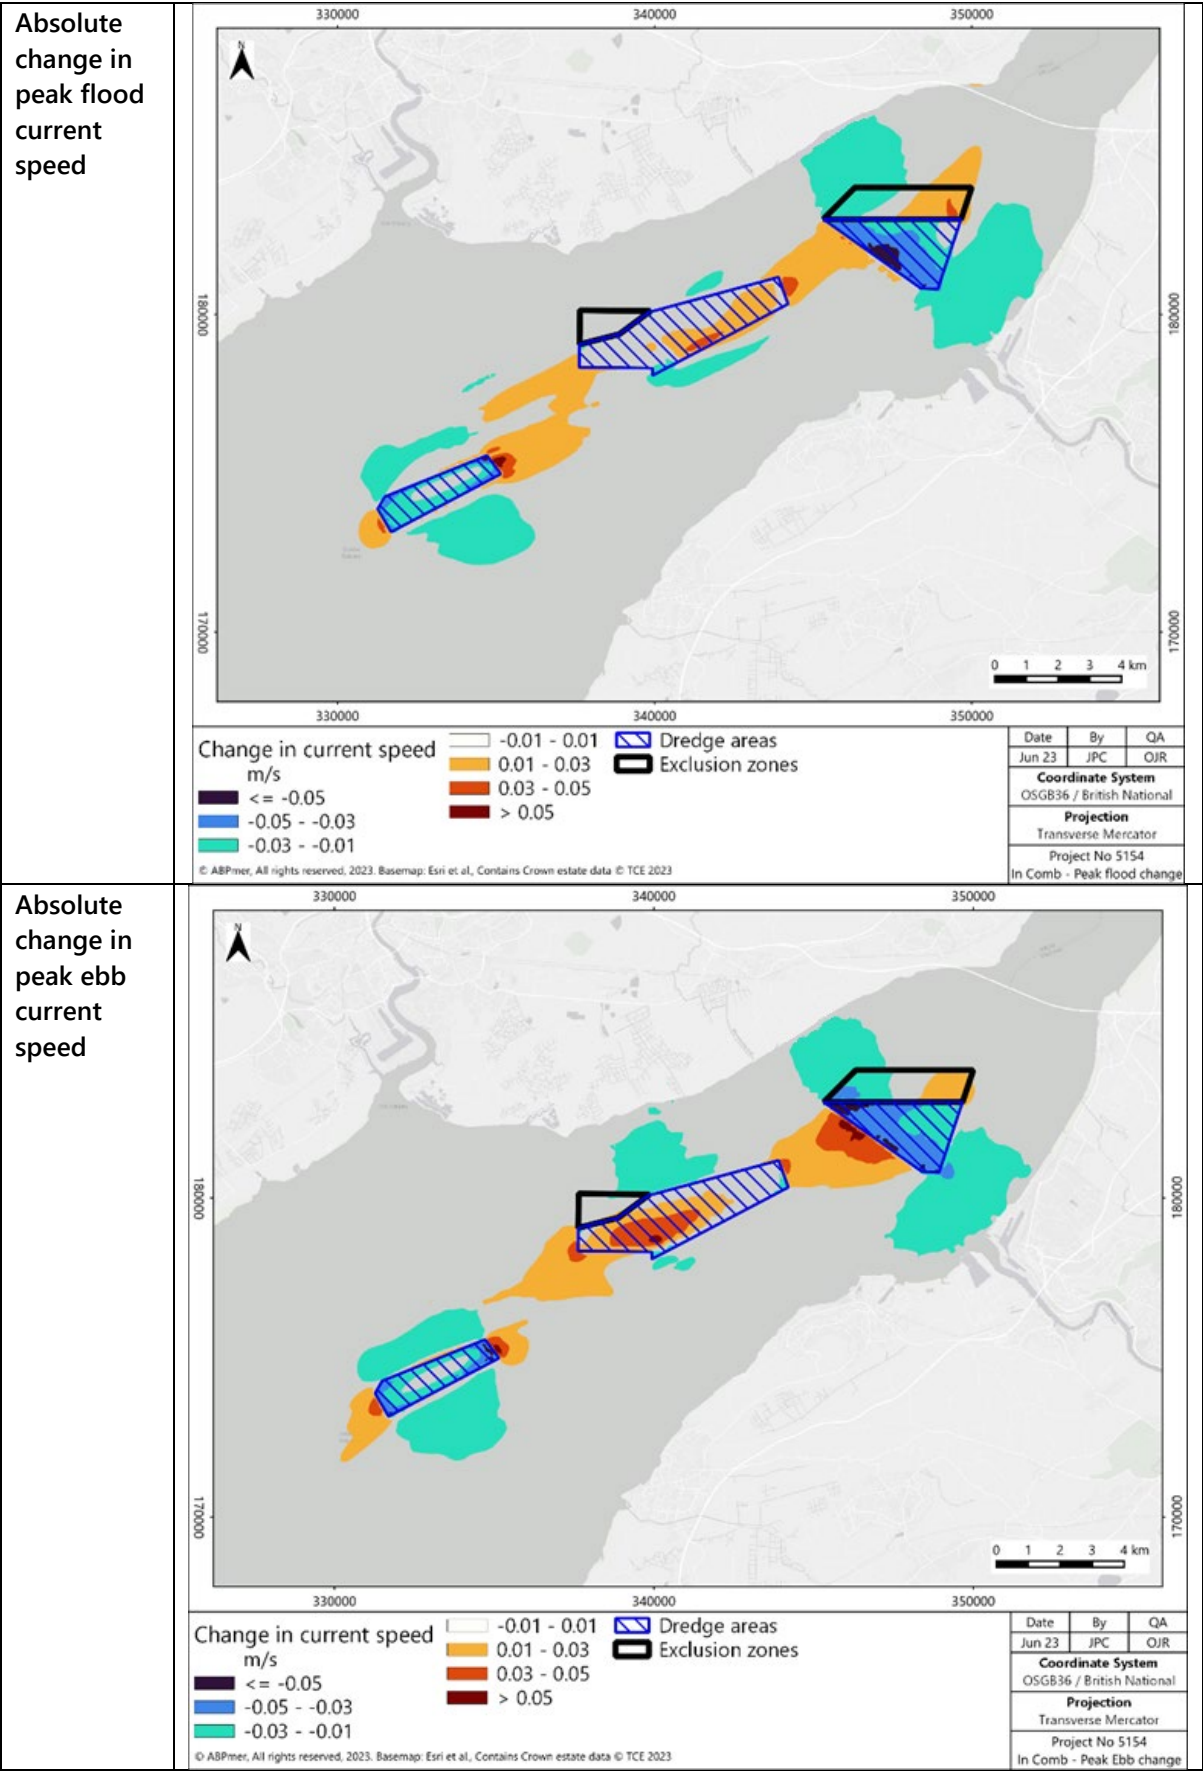 Absolute
change in
peak flood
current
speed
330000
340000
350000
N
180000
180000
170000
170000
0 1 2 3 4 km
330000
340000
350000
Change in current speed
m/s
<= -0.05
-0.05 - -0.03
-0.03 - -0.01
-0.01 - 0.01
0.01 - 0.03
0.03 - 0.05
> 0.05
Dredge areas
Exclusion zones
© ABPmer, All rights reserved, 2023. Basemap: Esri et al., Contains Crown estate data © TCE 2023
Date By QA
Jun 23 JPC OJR
Coordinate System
OSGB36 / British National
Projection
Transverse Mercator
Project No 5154
In Comb - Peak flood change
Absolute
change in
peak ebb
current
speed
330000
340000
350000
N
180000
180000
170000
170000
0 1 2 3 4 km
330000
340000
350000
Change in current speed
m/s
<= -0.05
-0.05 - -0.03
-0.03 - -0.01
-0.01 - 0.01
0.01 - 0.03
0.03 - 0.05
> 0.05
Dredge areas
Exclusion zones
© ABPmer, All rights reserved, 2023. Basemap: Esri et al., Contains Crown estate data © TCE 2023
Date By QA
Jun 23 JPC OJR
Coordinate System
OSGB36 / British National
Projection
Transverse Mercator
Project No 5154
In Comb - Peak Ebb change